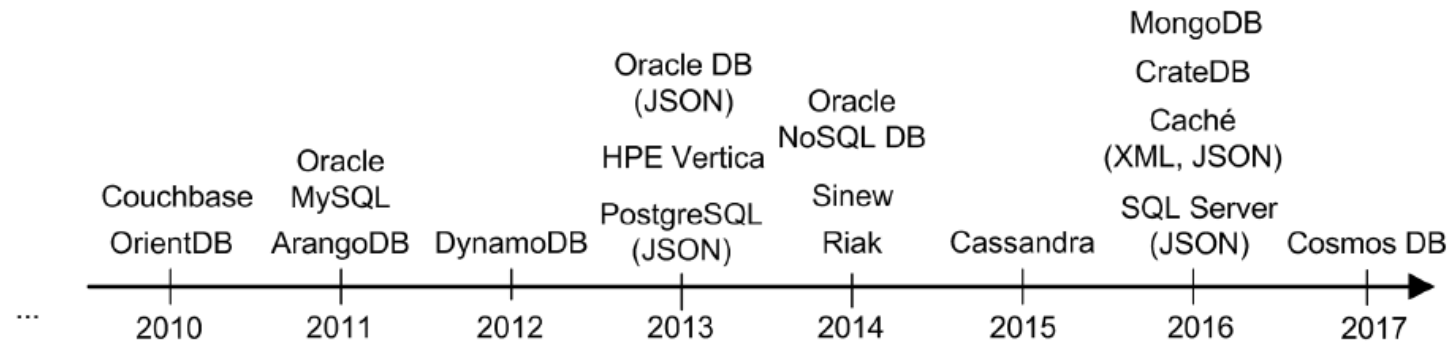 Couchbase
OrientDB
Oracle
MySQL
ArangoDB
DynamoDB
Oracle DB
(JSON)
HPE Vertica
PostgreSQL
(JSON)
Oracle
NoSQL DB
Sinew
Riak
Cassandra
MongoDB
CrateDB
Caché
(XML, JSON)
SQL Server
(JSON)
Cosmos DB
...
2010
2011
2012
2013
2014
2015
2016
2017